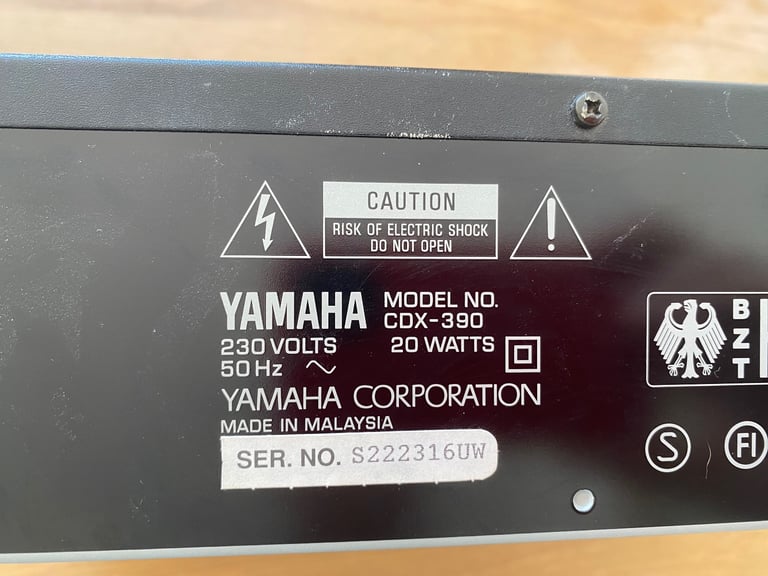 CAUTION
RISK OF ELECTRIC SHOCK
DO NOT OPEN
YAMAHA MODEL NO.
CDX-390
230 VOLTS 20 WATTS
50 Hz ~
YAMAHA CORPORATION
MADE IN MALAYSIA
SER. NO. S222316UW
BZT
S FI